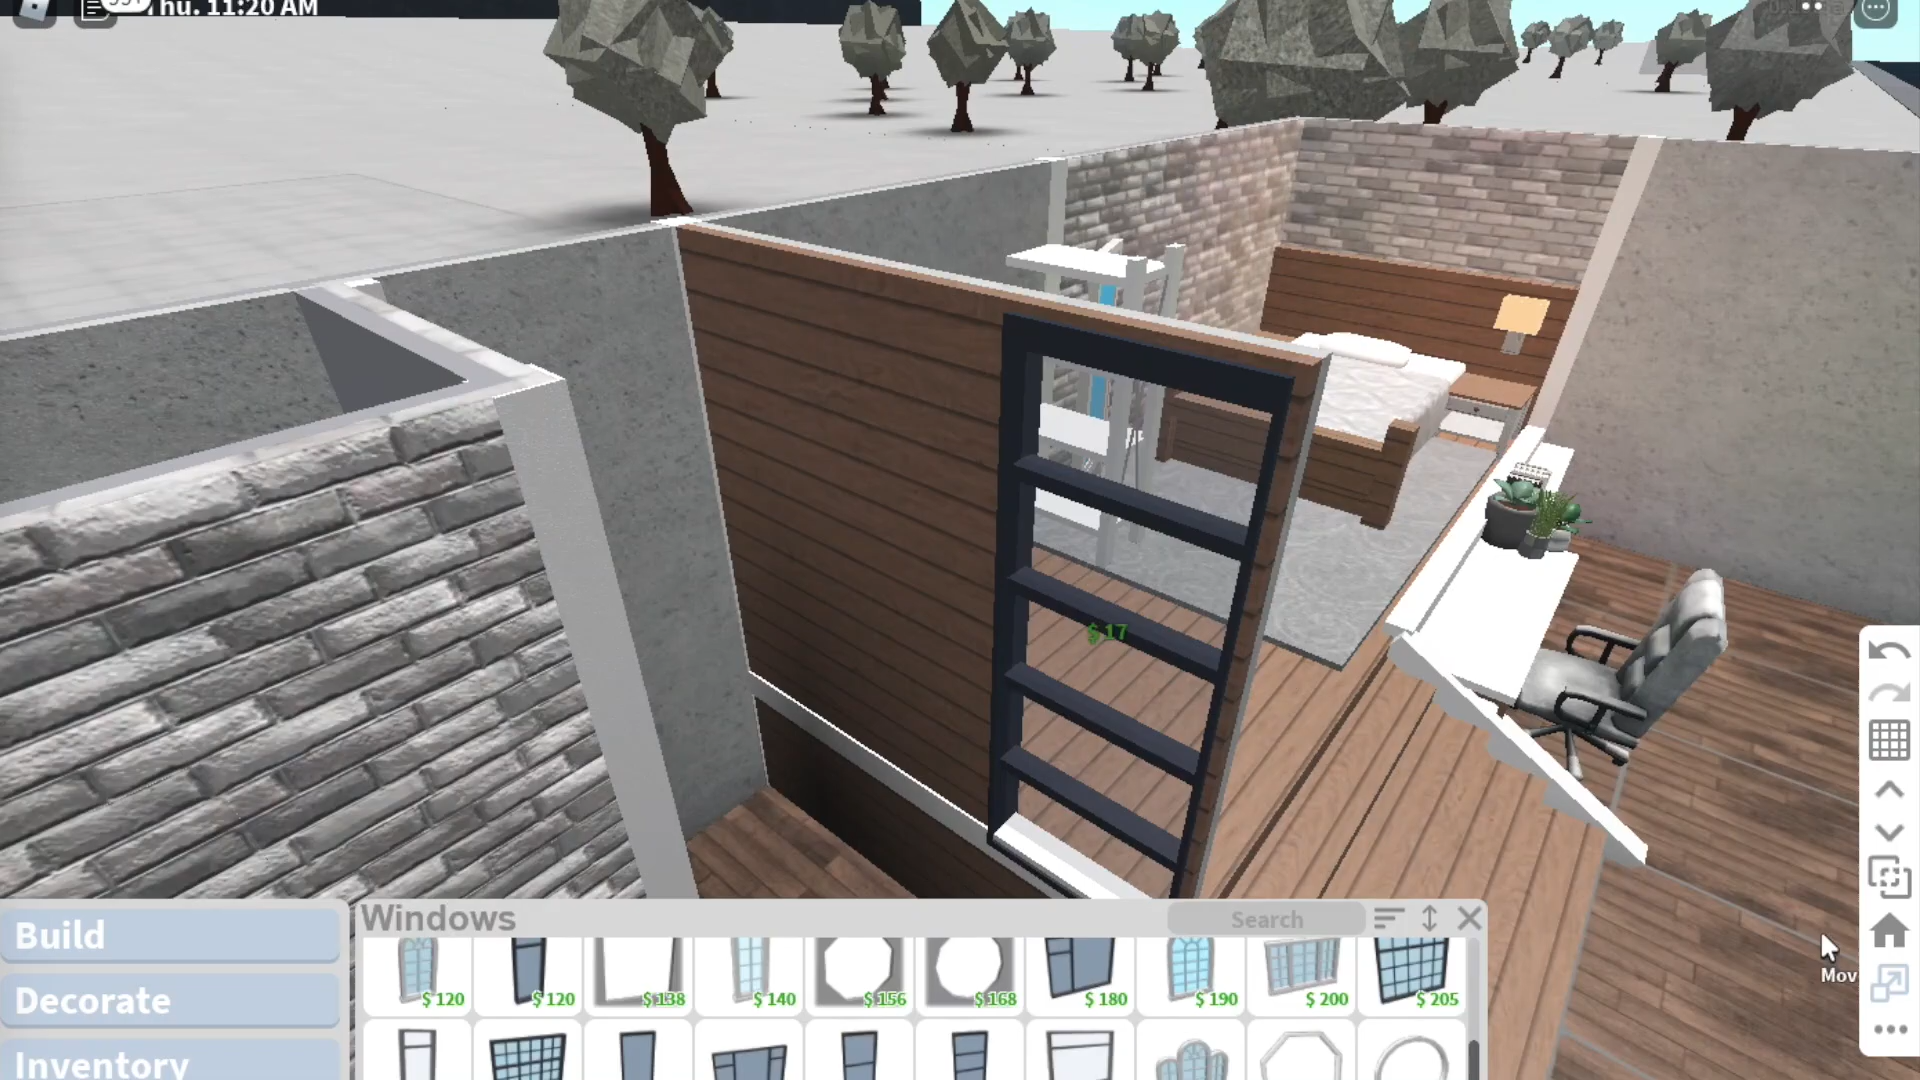 Thu. 11:20 AM
$ 17
Build
Decorate
Inventory
Windows
Search
$ 120
$ 120
$ 138
$ 140
$ 156
$ 168
$ 180
$ 190
$ 200
$ 205
Mov